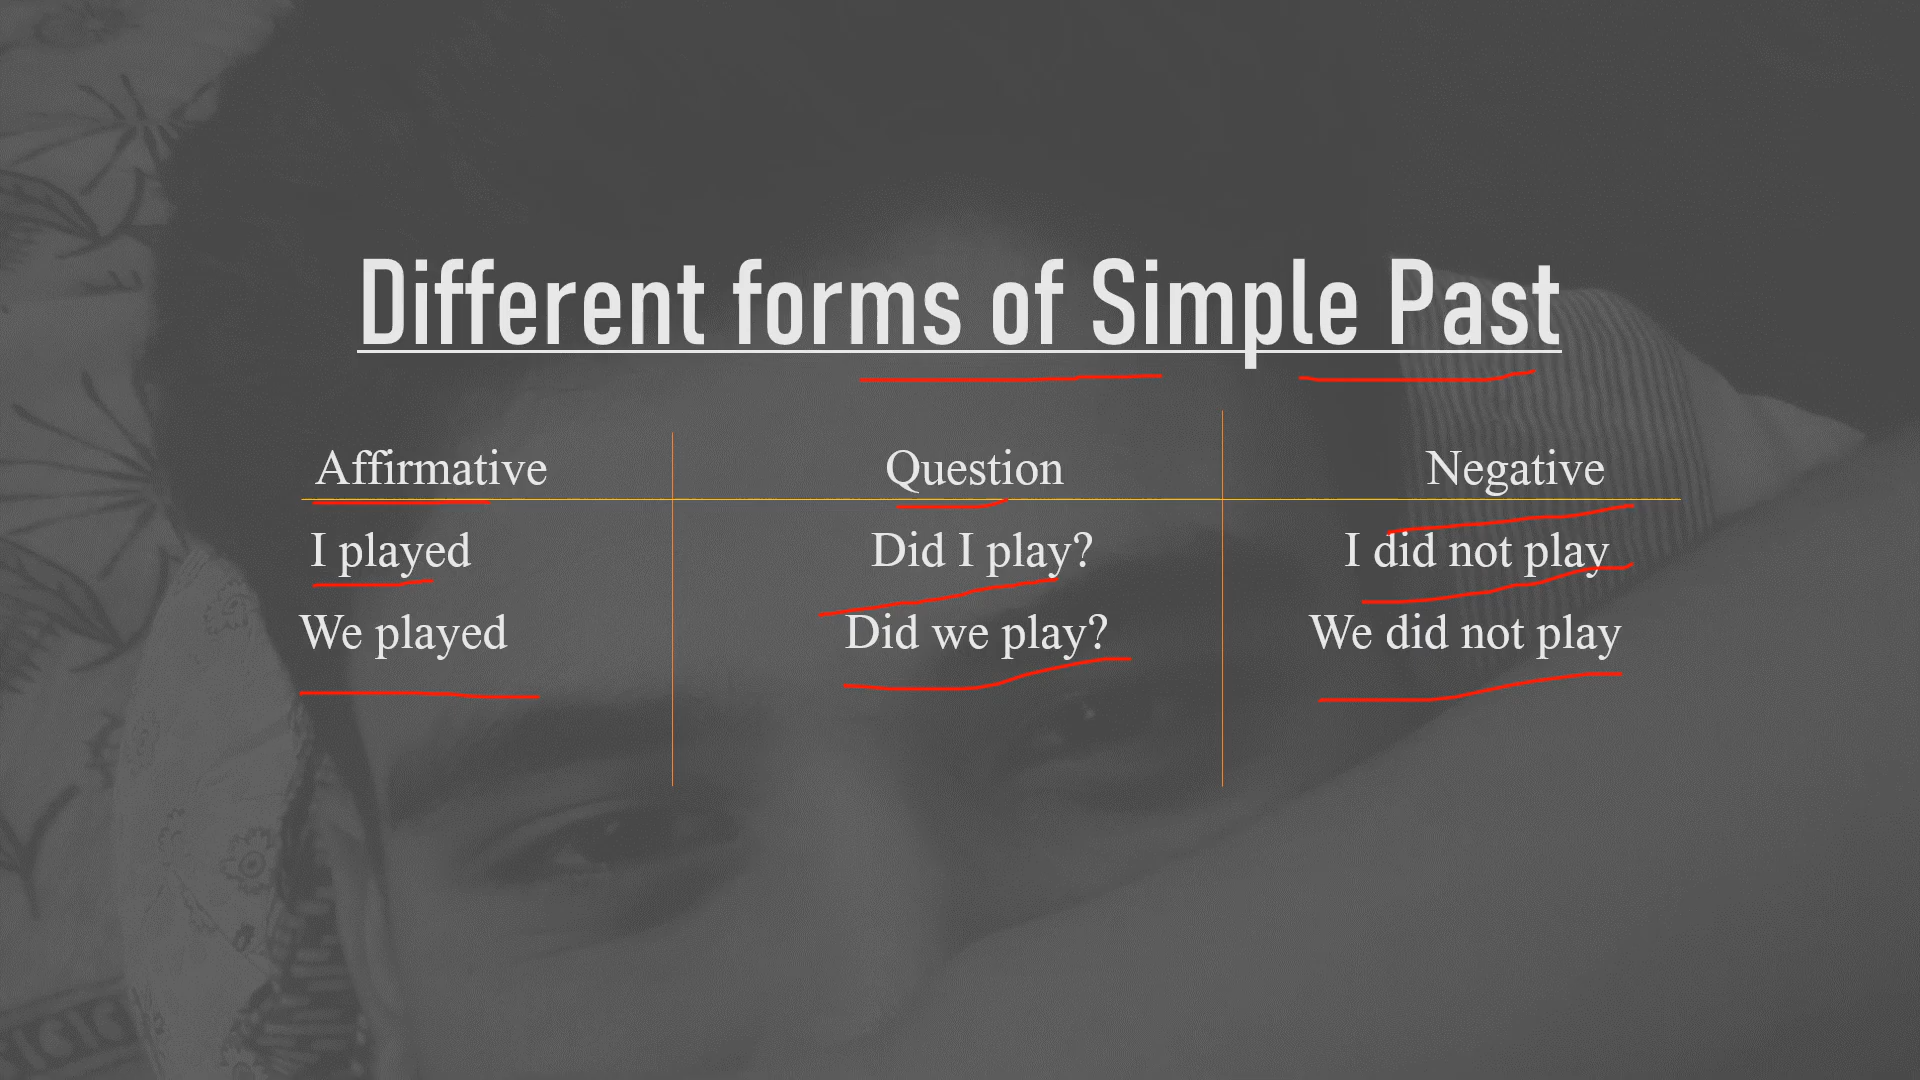 Different forms of Simple Past
Affirmative Question Negative
I played Did I play? I did not play
We played Did we play? We did not play